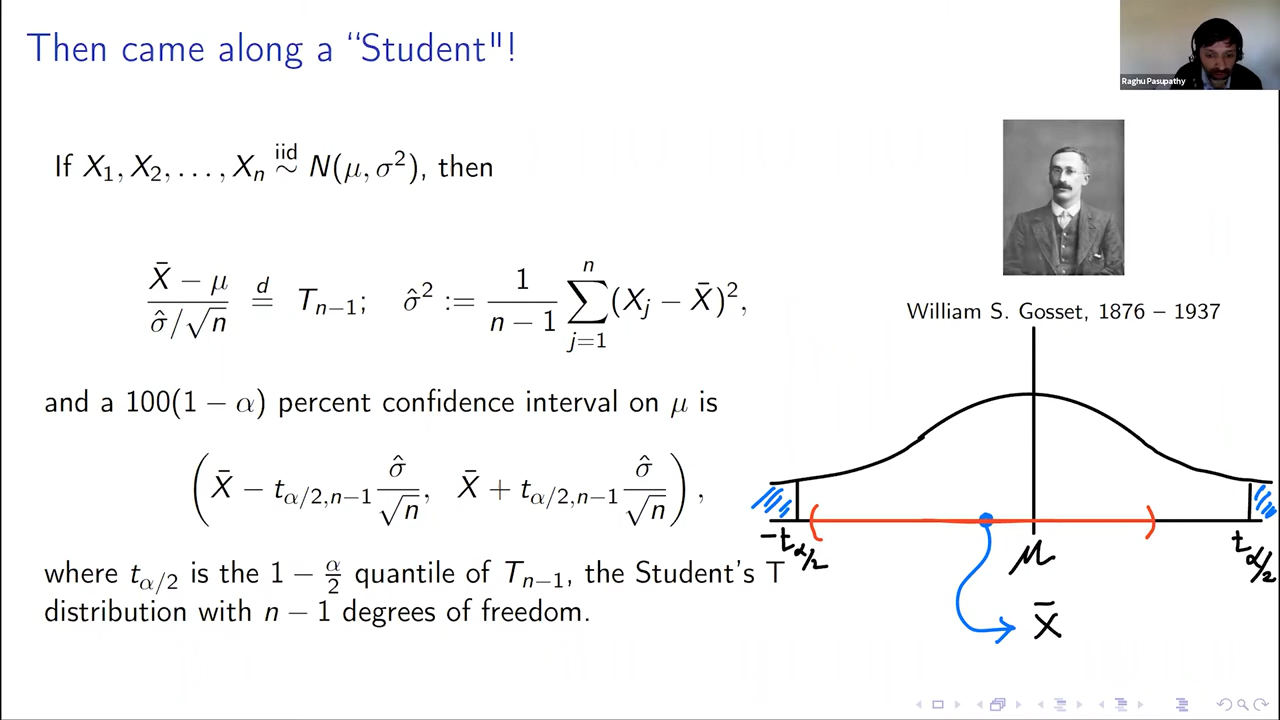 Then came along a “Student"!
Raghu Pasupathy
If X₁, X₂, . . . , Xₙ iid ∼ N(μ, σ²), then
(X̄ − μ)/(σ̂/√n) d= Tₙ₋₁; σ̂² := 1/(n − 1) ∑ⁿⱼ₌₁ (Xⱼ − X̄)²,
William S. Gosset, 1876 – 1937
and a 100(1 − α) percent confidence interval on μ is
(X̄ − t_{α/2,n−1} σ̂/√n, X̄ + t_{α/2,n−1} σ̂/√n),
where t_{α/2} is the 1 − α/2 quantile of Tₙ₋₁, the Student's T
distribution with n − 1 degrees of freedom.
−t_{α/2} μ t_{α/2}
X̄